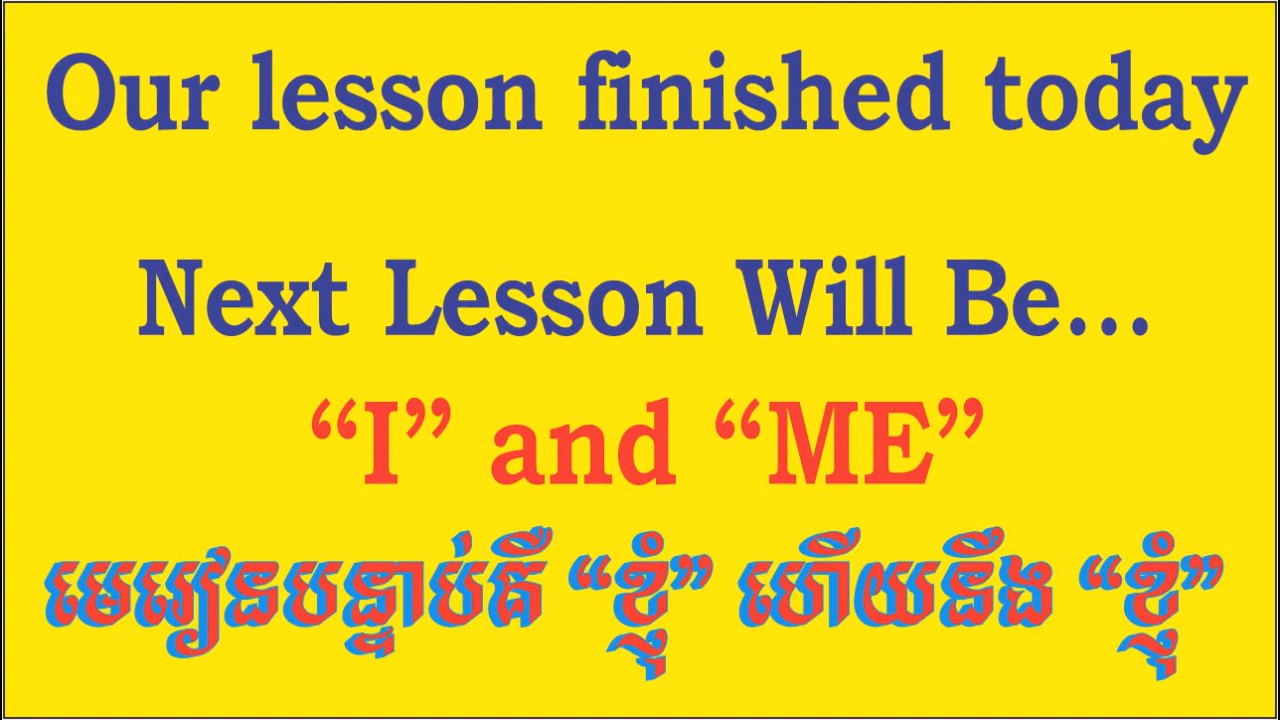 Our lesson finished today
Next Lesson Will Be...
“I” and “ME”
មេរៀនបន្ទាប់គឺ “ខ្ញុំ” ហើយនឹង “ខ្ញុំ”